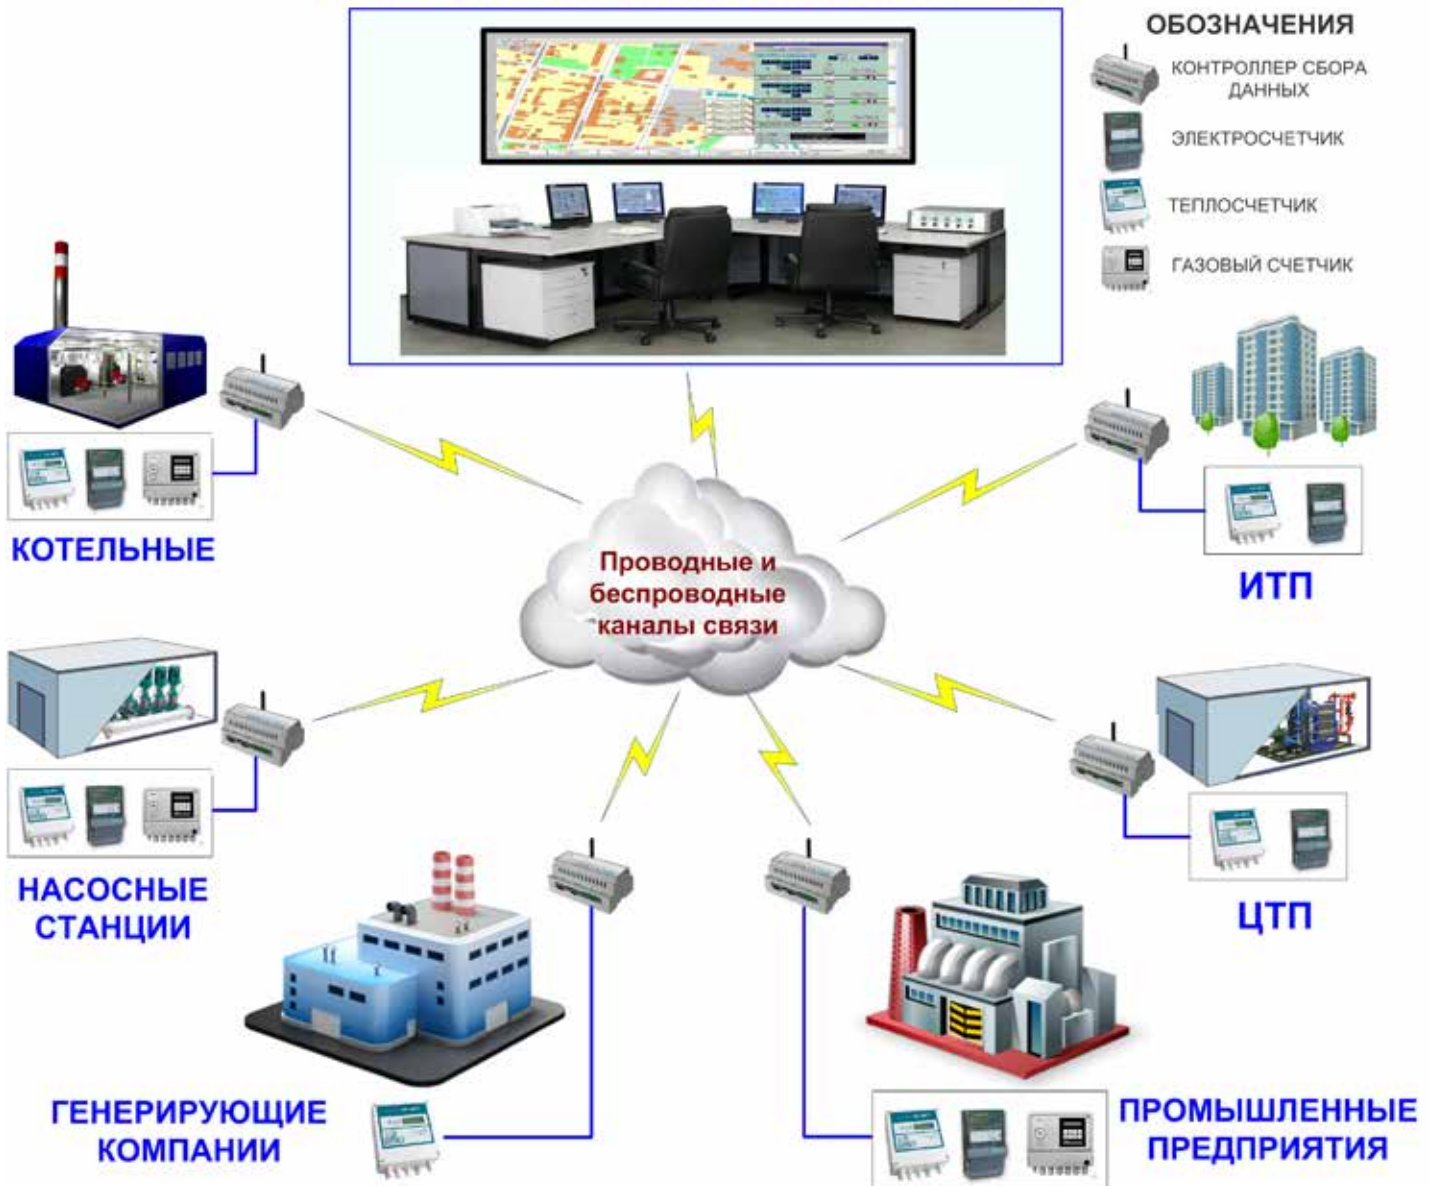 ОБОЗНАЧЕНИЯ
КОНТРОЛЛЕР СБОРА
ДАННЫХ
ЭЛЕКТРОСЧЕТЧИК
ТЕПЛОСЧЕТЧИК
ГАЗОВЫЙ СЧЕТЧИК
КОТЕЛЬНЫЕ
Проводные и
беспроводные
каналы связи
ИТП
НАСОСНЫЕ
СТАНЦИИ
ЦТП
ГЕНЕРИРУЮЩИЕ
КОМПАНИИ
ПРОМЫШЛЕННЫЕ
ПРЕДПРИЯТИЯ